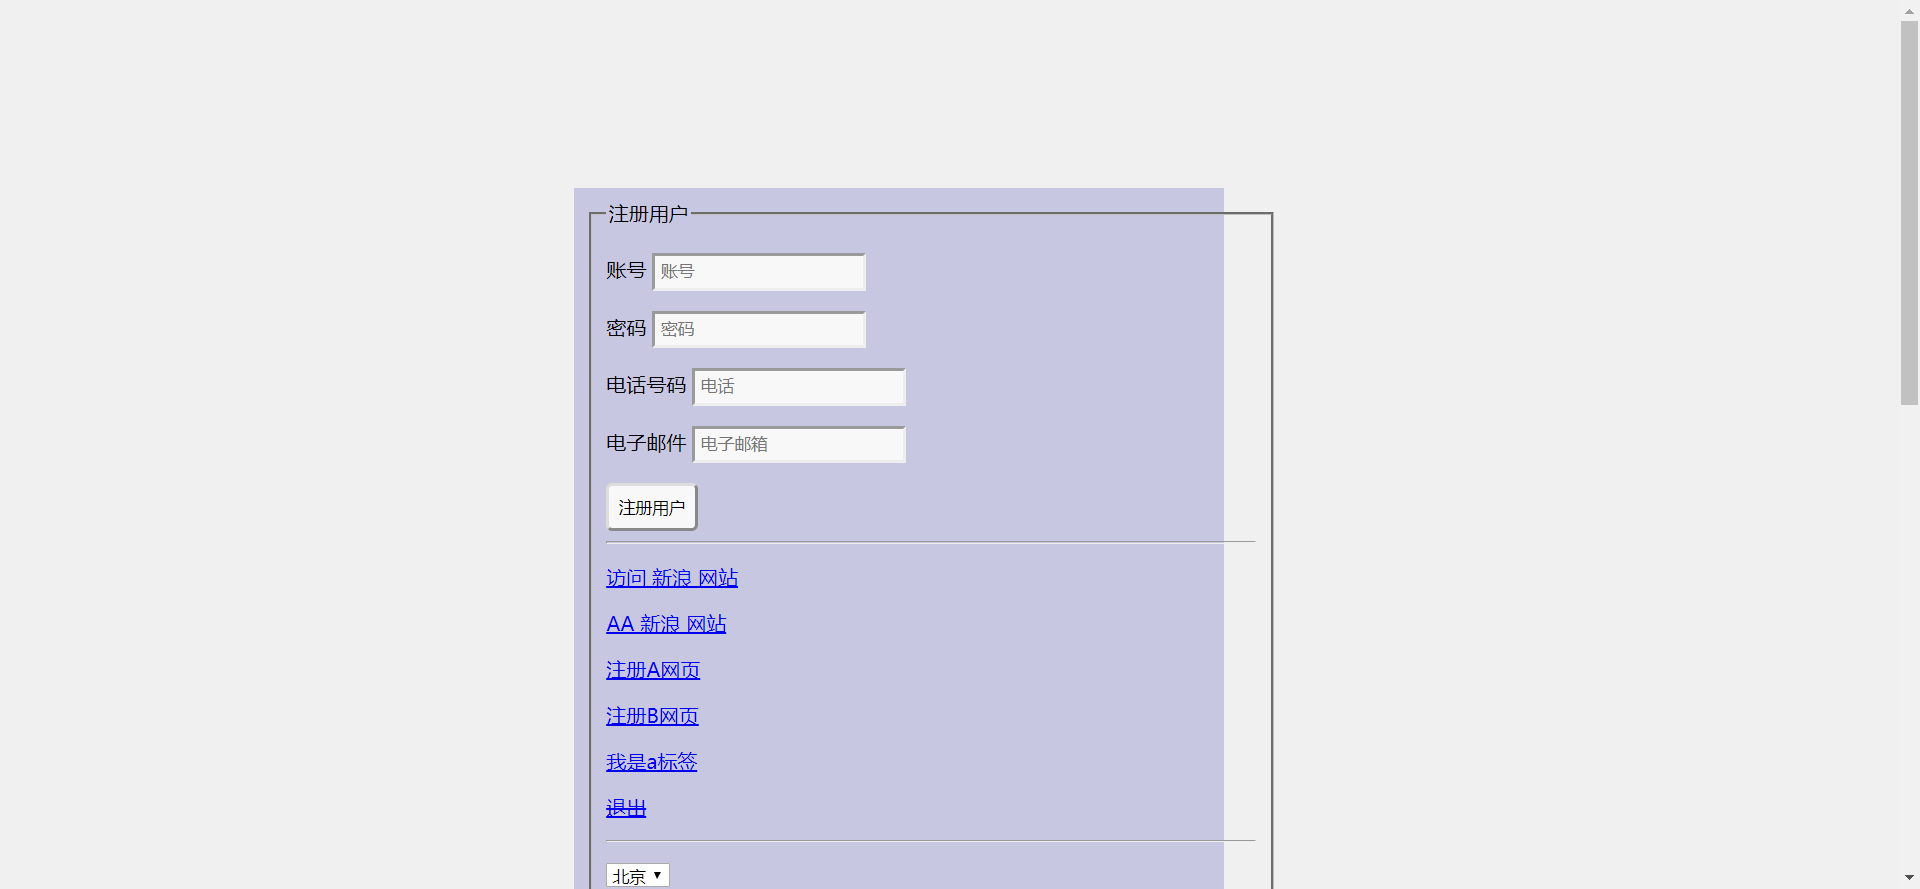 注册用户
账号 账号
密码 密码
电话号码 电话
电子邮件 电子邮箱
注册用户
访问 新浪 网站
AA 新浪 网站
注册A网页
注册B网页
我是a标签
退出
北京